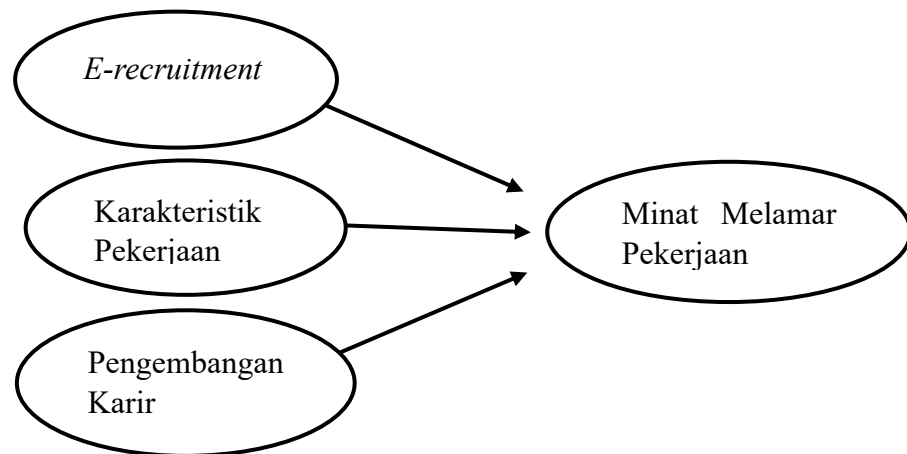 E-recruitment
Karakteristik
Pekerjaan
Minat Melamar
Pekerjaan
Pengembangan
Karir